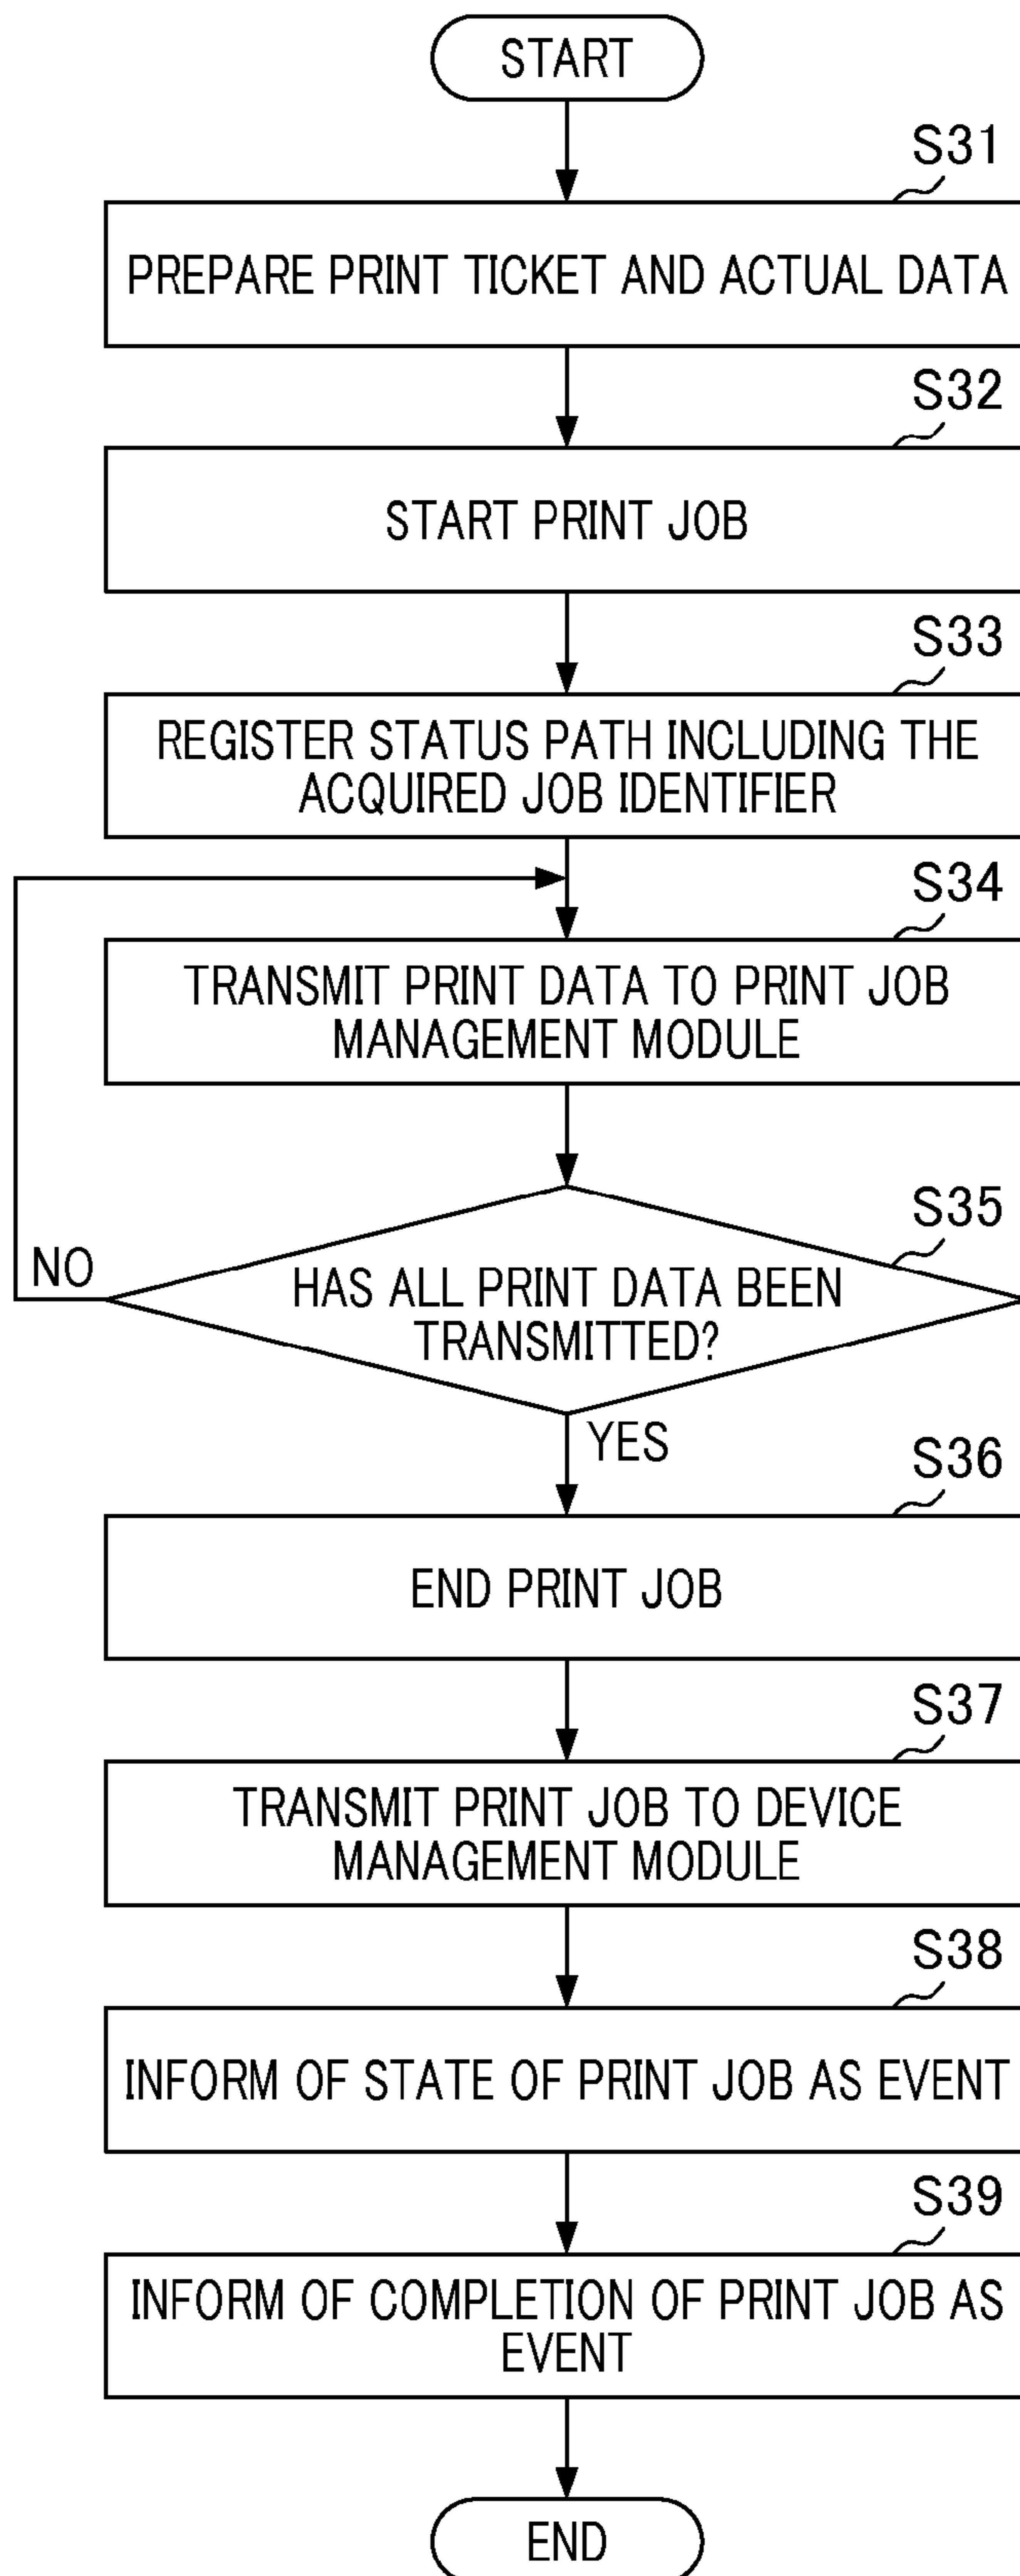 START
S31
PREPARE PRINT TICKET AND ACTUAL DATA
S32
START PRINT JOB
S33
REGISTER STATUS PATH INCLUDING THE
ACQUIRED JOB IDENTIFIER
S34
TRANSMIT PRINT DATA TO PRINT JOB
MANAGEMENT MODULE
S35
NO
HAS ALL PRINT DATA BEEN
TRANSMITTED?
YES
S36
END PRINT JOB
S37
TRANSMIT PRINT JOB TO DEVICE
MANAGEMENT MODULE
S38
INFORM OF STATE OF PRINT JOB AS EVENT
S39
INFORM OF COMPLETION OF PRINT JOB AS
EVENT
END